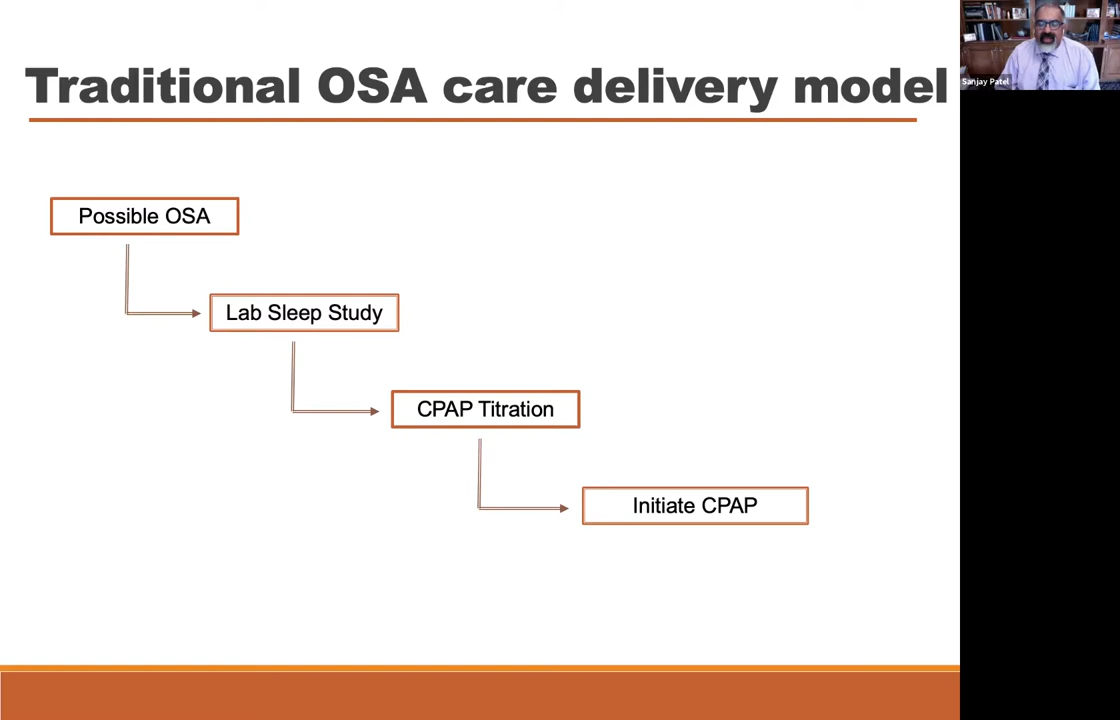 Traditional OSA care delivery model
Sanjay Patel
Possible OSA
Lab Sleep Study
CPAP Titration
Initiate CPAP